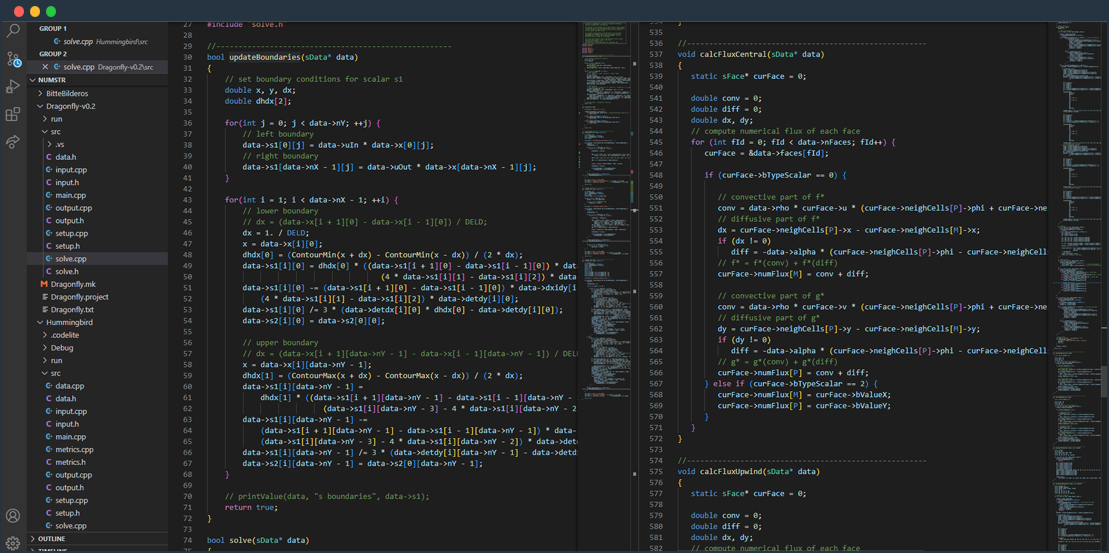 GROUP 1
solve.cpp Hummingbird\src
GROUP 2
solve.cpp Dragonfly-v0.2\src
NUMSTR
BitteBilderos
Dragonfly-v0.2
run
src
.vs
data.h
input.cpp
input.h
main.cpp
output.cpp
output.h
setup.cpp
setup.h
solve.cpp
solve.h
Dragonfly.mk
Dragonfly.project
Dragonfly.txt
Hummingbird
.codelite
Debug
run
src
data.cpp
data.h
input.cpp
input.h
main.cpp
metrics.cpp
metrics.h
output.cpp
output.h
setup.cpp
setup.h
solve.cpp
OUTLINE
27 #include "solve.h"
28
29 //----------------------------------------------------
30 bool updateBoundaries(sData* data)
31 {
32 // set boundary conditions for scalar s1
33 double x, y, dx;
34 double dhdx[2];
35
36 for(int j = 0; j < data->nY; ++j) {
37 // left boundary
38 data->s1[0][j] = data->uIn * data->x[0][j];
39 // right boundary
40 data->s1[data->nX - 1][j] = data->uOut * data->x[data->nX - 1][j];
41 }
42
43 for(int i = 1; i < data->nX - 1; ++i) {
44 // lower boundary
45 // dx = (data->x[i + 1][0] - data->x[i - 1][0]) / DELD;
46 dx = 1. / DELD;
47 x = data->x[i][0];
48 dhdx[0] = (ContourMin(x + dx) - ContourMin(x - dx)) / (2 * dx);
49 data->s1[i][0] = dhdx[0] * ((data->s1[i + 1][0] - data->s1[i - 1][0]) * dat
50 (4 * data->s1[i][1] - data->s1[i][2]) * data
51 data->s1[i][0] -= (data->s1[i + 1][0] - data->s1[i - 1][0]) * data->dxidy[i
52 (4 * data->s1[i][1] - data->s1[i][2]) * data->detdy[i][0];
53 data->s1[i][0] /= 3 * (data->detdx[i][0] * dhdx[0] - data->detdy[i][0]);
54 data->s2[i][0] = data->s2[0][0];
55
56 // upper boundary
57 // dx = (data->x[i + 1][data->nY - 1] - data->x[i - 1][data->nY - 1]) / DEL
58 x = data->x[i][data->nY - 1];
59 dhdx[1] = (ContourMax(x + dx) - ContourMax(x - dx)) / (2 * dx);
60 data->s1[i][data->nY - 1] =
61 dhdx[1] * ((data->s1[i + 1][data->nY - 1] - data->s1[i - 1][data->nY -
62 (data->s1[i][data->nY - 3] - 4 * data->s1[i][data->nY - 2
63 data->s1[i][data->nY - 1] -=
64 (data->s1[i + 1][data->nY - 1] - data->s1[i - 1][data->nY - 1]) * data-
65 (data->s1[i][data->nY - 3] - 4 * data->s1[i][data->nY - 2]) * data->det
66 data->s1[i][data->nY - 1] /= 3 * (data->detdy[i][data->nY - 1] - data->detd
67 data->s2[i][data->nY - 1] = data->s2[0][data->nY - 1];
68 }
69
70 // printValue(data, "s boundaries", data->s1);
71 return true;
72 }
73
74 bool solve(sData* data)
534 }
535
536 //----------------------------------------------------
537 void calcFluxCentral(sData* data)
538 {
539 static sFace* curFace = 0;
540
541 double conv = 0;
542 double diff = 0;
543 double dx, dy;
544 // compute numerical flux of each face
545 for (int fId = 0; fId < data->nFaces; fId++) {
546 curFace = &data->faces[fId];
547
548 if (curFace->bTypeScalar == 0) {
549
550 // convective part of f*
551 conv = data->rho * curFace->u * (curFace->neighCells[P]->phi + curFace->ne
552 // diffusive part of f*
553 dx = curFace->neighCells[P]->x - curFace->neighCells[M]->x;
554 if (dx != 0)
555 diff = -data->alpha * (curFace->neighCells[P]->phi - curFace->neighCell
556 // f* = f*(conv) + f*(diff)
557 curFace->numFlux[M] = conv + diff;
558
559 // convective part of g*
560 conv = data->rho * curFace->v * (curFace->neighCells[P]->phi + curFace->ne
561 // diffusive part of g*
562 dy = curFace->neighCells[P]->y - curFace->neighCells[M]->y;
563 if (dy != 0)
564 diff = -data->alpha * (curFace->neighCells[P]->phi - curFace->neighCell
565 // g* = g*(conv) + g*(diff)
566 curFace->numFlux[P] = conv + diff;
567 } else if (curFace->bTypeScalar == 2) {
568 curFace->numFlux[M] = curFace->bValueX;
569 curFace->numFlux[P] = curFace->bValueY;
570 }
571 }
572 }
573
574 //----------------------------------------------------
575 void calcFluxUpwind(sData* data)
576 {
577 static sFace* curFace = 0;
578
579 double conv = 0;
580 double diff = 0;
581 double dx, dy;
582 // compute numerical flux of each face